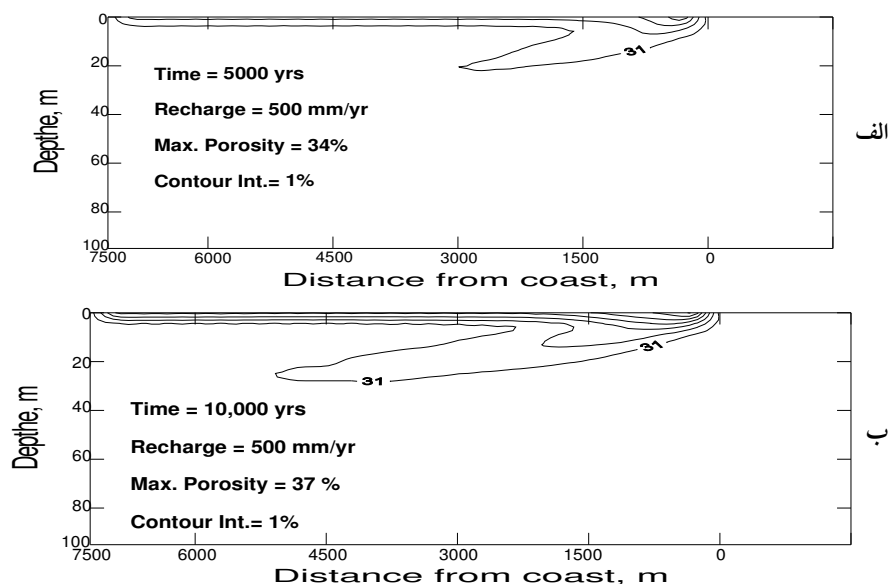 0
20
40
60
80
100
Depthe, m
31
Time = 5000 yrs
Recharge = 500 mm/yr
Max. Porosity = 34%
Contour Int.= 1%
الف
7500 6000 4500 3000 1500 0
Distance from coast, m
0
20
40
60
80
100
Depthe, m
31
31
Time = 10,000 yrs
Recharge = 500 mm/yr
Max. Porosity = 37 %
Contour Int.= 1%
ب
7500 6000 4500 3000 1500 0
Distance from coast, m